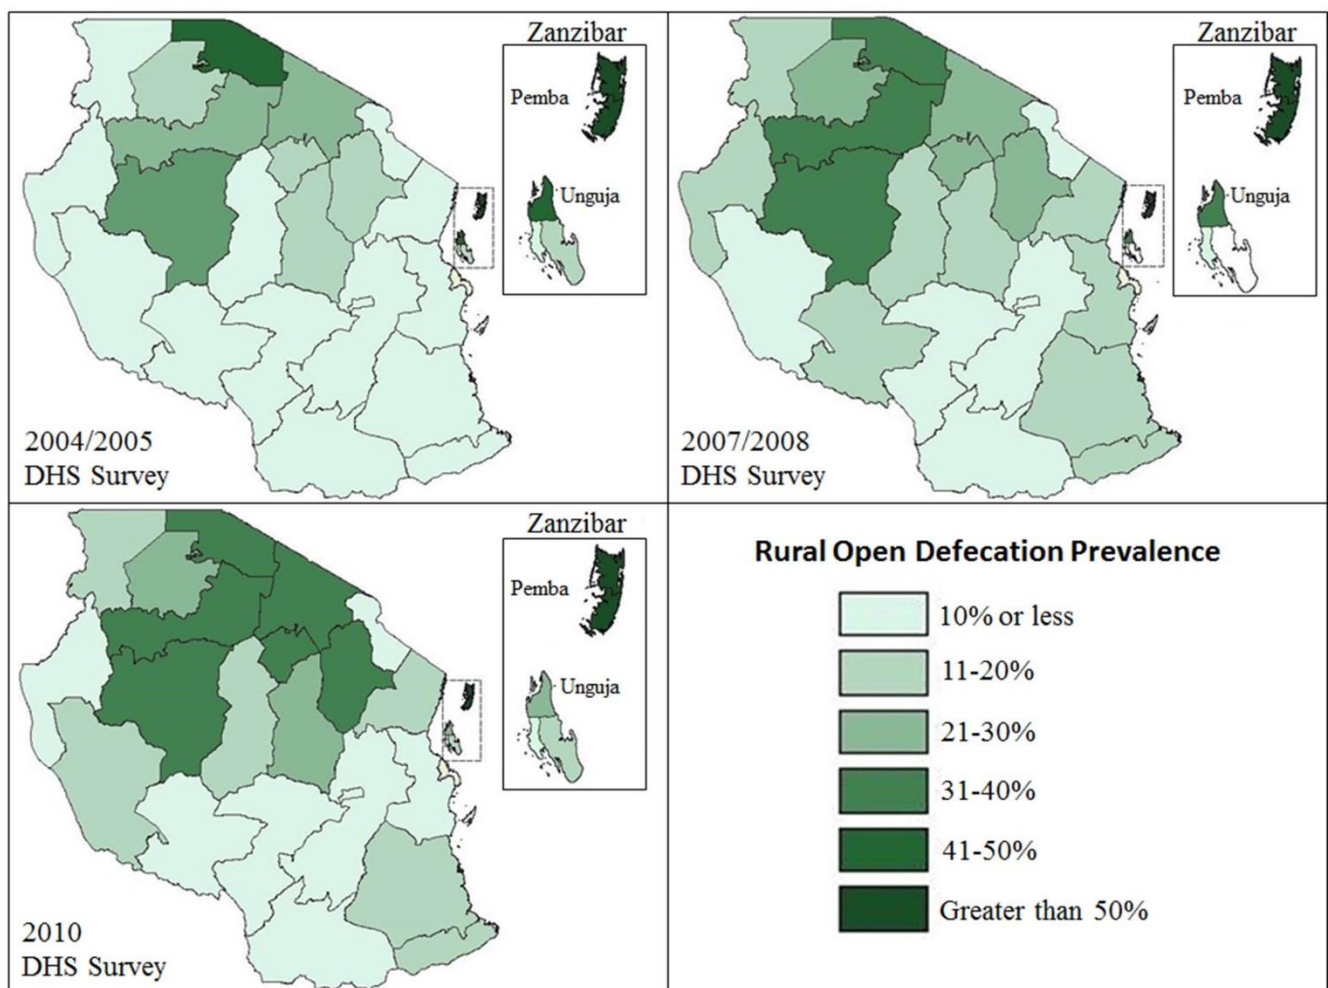 Zanzibar
Pemba
Unguja
2004/2005
DHS Survey
Zanzibar
Pemba
Unguja
2007/2008
DHS Survey
Zanzibar
Pemba
Unguja
2010
DHS Survey
Rural Open Defecation Prevalence
10% or less
11-20%
21-30%
31-40%
41-50%
Greater than 50%